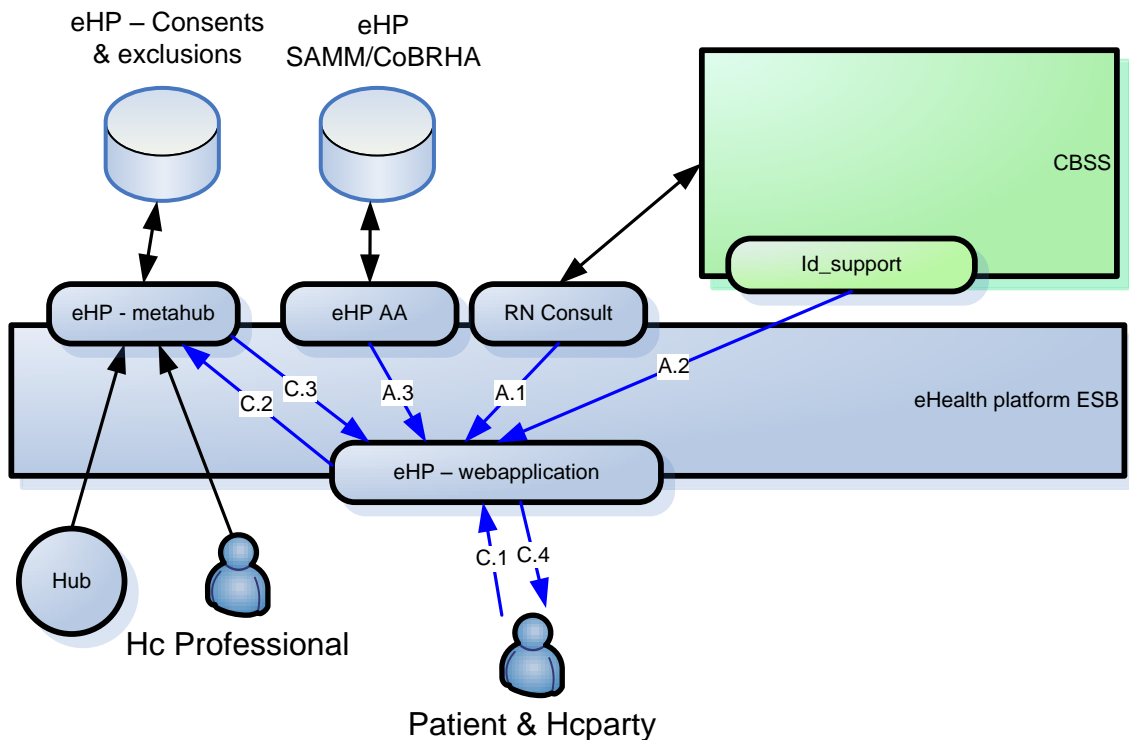 eHP – Consents
& exclusions
eHP
SAMM/CoBRHA
CBSS
Id_support
eHP - metahub
eHP AA
RN Consult
A.2
C.3
A.3
A.1
C.2
eHealth platform ESB
eHP – webapplication
C.1
C.4
Hub
Hc Professional
Patient & Hcparty